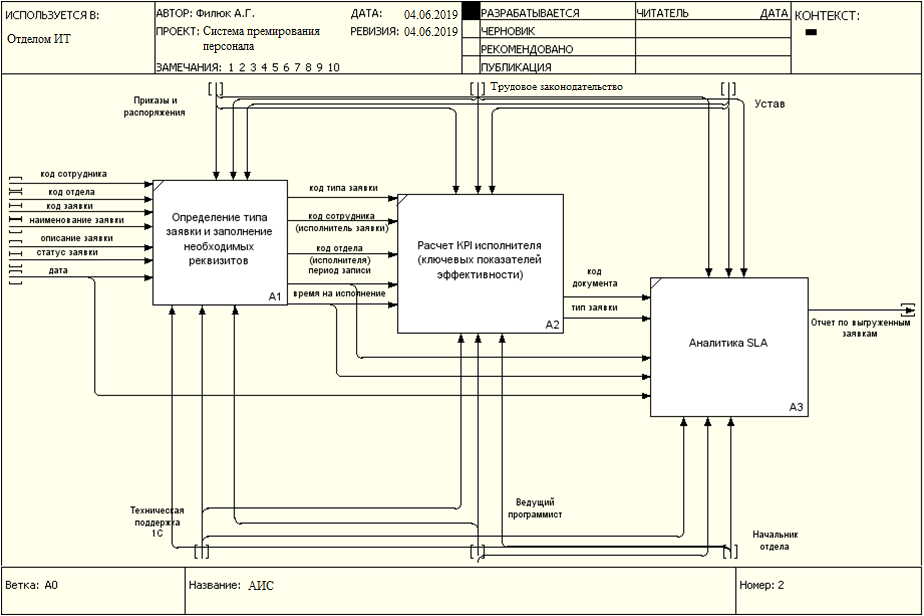 ИСПОЛЬЗУЕТСЯ В:
Отделом ИТ
АВТОР: Филюк А.Г.
ДАТА: 04.06.2019
ПРОЕКТ: Система премирования
персонала
РЕВИЗИЯ: 04.06.2019
ЗАМЕЧАНИЯ: 1 2 3 4 5 6 7 8 9 10
РАЗРАБАТЫВАЕТСЯ
ЧЕРНОВИК
РЕКОМЕНДОВАНО
ПУБЛИКАЦИЯ
ЧИТАТЕЛЬ
ДАТА
КОНТЕКСТ:
Приказы и
распоряжения
Трудовое законодательство
Устав
код сотрудника
код отдела
код заявки
наименование заявки
описание заявки
статус заявки
дата
Определение типа
заявки и заполнение
необходимых
реквизитов
A1
код типа заявки
код сотрудника
(исполнитель заявки)
код отдела
(исполнителя)
период записи
время на исполнение
Расчет KPI исполнителя
(ключевых показателей
эффективности)
A2
код
документа
тип заявки
Аналитика SLA
A3
Отчет по выгруженным
заявкам
Техническая
поддержка
1С
Ведущий
программист
Начальник
отдела
Ветка: A0
Название: АИС
Номер: 2